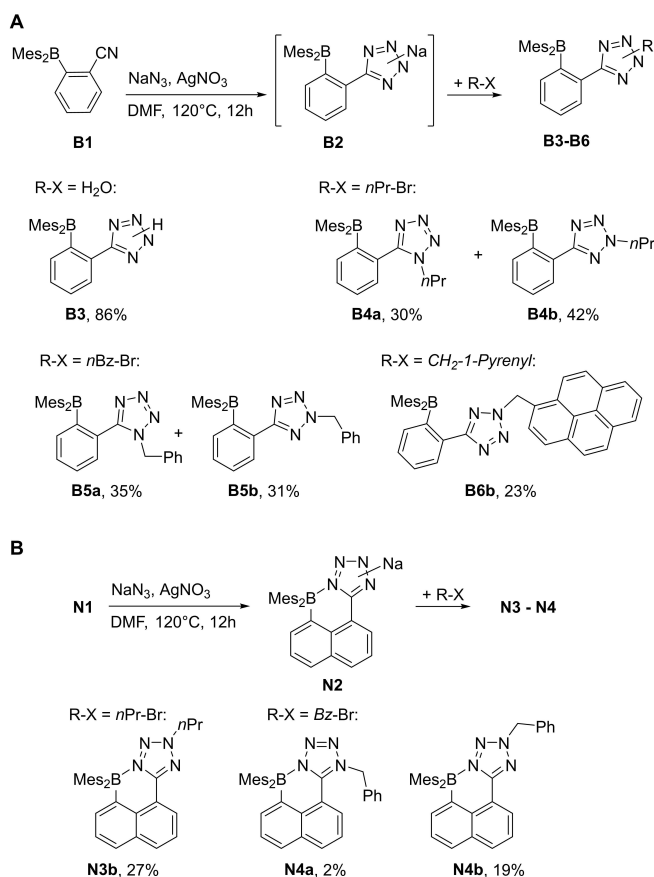 A
Mes2B
CN
B1
NaN3, AgNO3
DMF, 120°C, 12h
Mes2B
N N
N
N
Na
B2
+ R-X
Mes2B
N N
N
N
R
B3-B6
R-X = H2O:
Mes2B
N N
N
N
H
B3, 86%
R-X = nPr-Br:
Mes2B
N N
N
N
nPr
B4a, 30%
+
Mes2B
N N
N
N
nPr
B4b, 42%
R-X = nBz-Br:
Mes2B
N N
N
N
Ph
B5a, 35%
+
Mes2B
N N
N
N
Ph
B5b, 31%
R-X = CH2-1-Pyrenyl:
Mes2B
N N
N
N
B6b, 23%
B
N1
NaN3, AgNO3
DMF, 120°C, 12h
N N
N
N
Na
Mes2B
N2
+ R-X
N3 - N4
R-X = nPr-Br:
nPr
N N
N
N
Mes2B
N3b, 27%
R-X = Bz-Br:
N N
N
N
Mes2B
Ph
N4a, 2%
Ph
N N
N
N
Mes2B
N4b, 19%